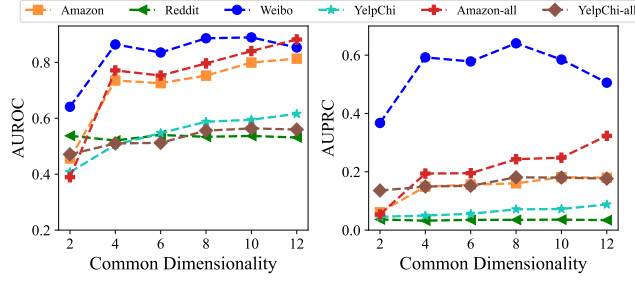 Amazon Reddit Weibo YelpChi Amazon-all YelpChi-all
AUROC
0.8
0.6
0.4
0.2
2 4 6 8 10 12
Common Dimensionality
AUPRC
0.6
0.4
0.2
0.0
2 4 6 8 10 12
Common Dimensionality